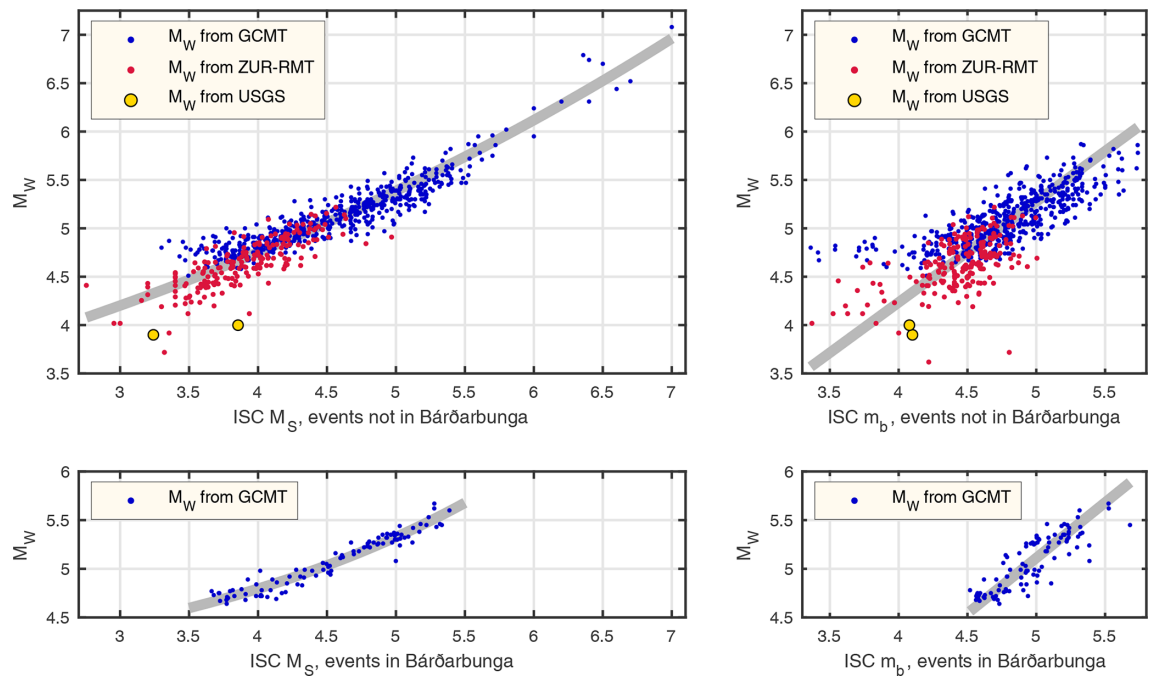 7
6.5
6
5.5
5
4.5
4
3.5
M_W
M_W from GCMT
M_W from ZUR-RMT
M_W from USGS
3 3.5 4 4.5 5 5.5 6 6.5 7
ISC M_S, events not in Bárðarbunga
7
6.5
6
5.5
5
4.5
4
3.5
M_W
M_W from GCMT
M_W from ZUR-RMT
M_W from USGS
3.5 4 4.5 5 5.5
ISC m_b, events not in Bárðarbunga
6
5.5
5
4.5
M_W
M_W from GCMT
3 3.5 4 4.5 5 5.5 6 6.5 7
ISC M_S, events in Bárðarbunga
6
5.5
5
4.5
M_W
M_W from GCMT
3.5 4 4.5 5 5.5
ISC m_b, events in Bárðarbunga